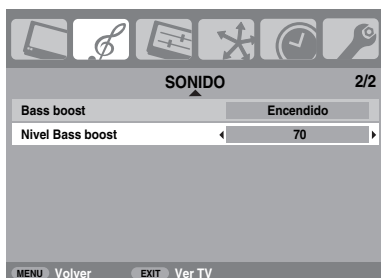 SONIDO 2/2
Bass boost Encendido
Nivel Bass boost 70
MENU Volver EXIT Ver TV